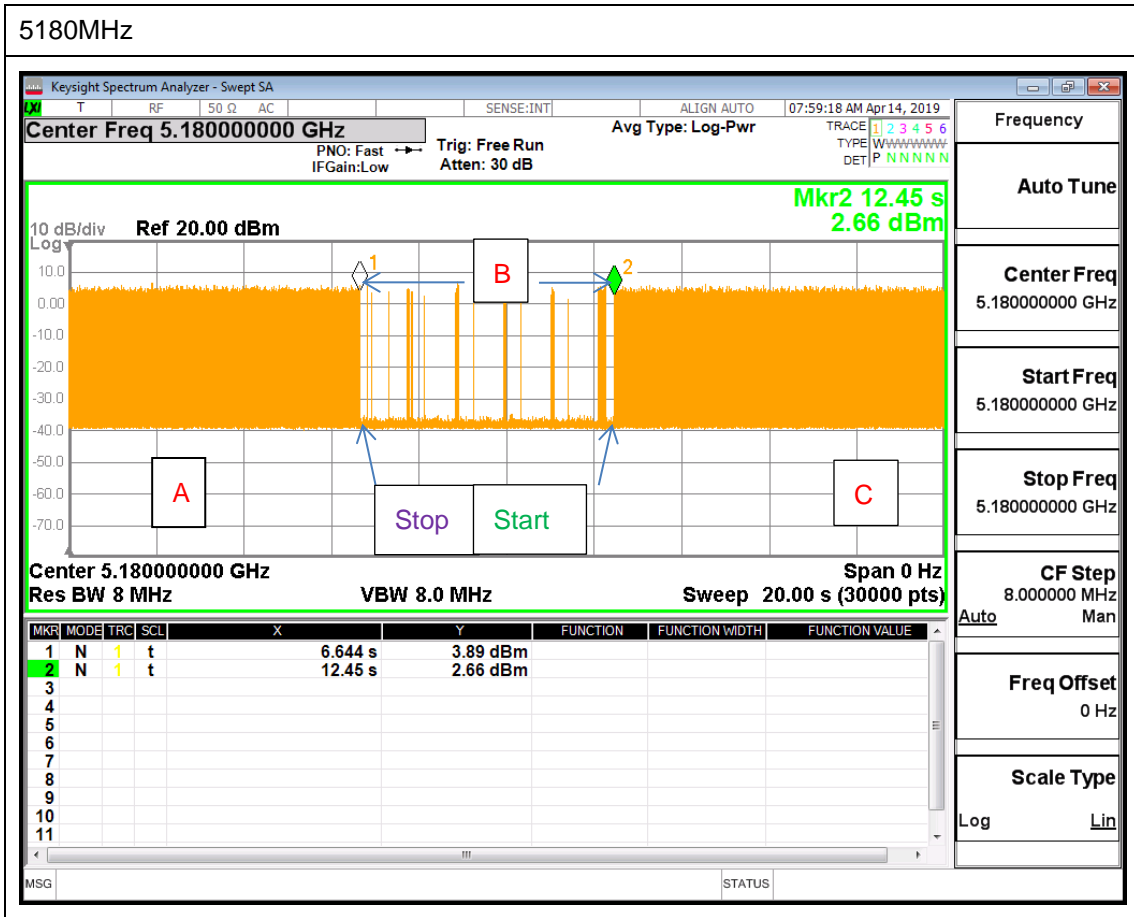 5180MHz
Keysight Spectrum Analyzer - Swept SA
LXI T RF 50 Ω AC SENSE:INT ALIGN AUTO 07:59:18 AM Apr 14, 2019
Center Freq 5.180000000 GHz
PNO: Fast
IFGain:Low
Trig: Free Run
Atten: 30 dB
Avg Type: Log-Pwr
TRACE 1 2 3 4 5 6
TYPE WWWWWWW
DET P N N N N N
Mkr2 12.45 s
2.66 dBm
10 dB/div Ref 20.00 dBm
Log
10.0
0.00
-10.0
-20.0
-30.0
-40.0
-50.0
-60.0
-70.0
1
B
2
A
Stop
Start
C
Center 5.180000000 GHz Span 0 Hz
Res BW 8 MHz VBW 8.0 MHz Sweep 20.00 s (30000 pts)
MKR MODE TRC SCL X Y FUNCTION FUNCTION WIDTH FUNCTION VALUE
1 N 1 t 6.644 s 3.89 dBm
2 N 1 t 12.45 s 2.66 dBm
3
4
5
6
7
8
9
10
11
MSG STATUS
Frequency
Auto Tune
Center Freq
5.180000000 GHz
Start Freq
5.180000000 GHz
Stop Freq
5.180000000 GHz
CF Step
8.000000 MHz
Auto Man
Freq Offset
0 Hz
Scale Type
Log Lin